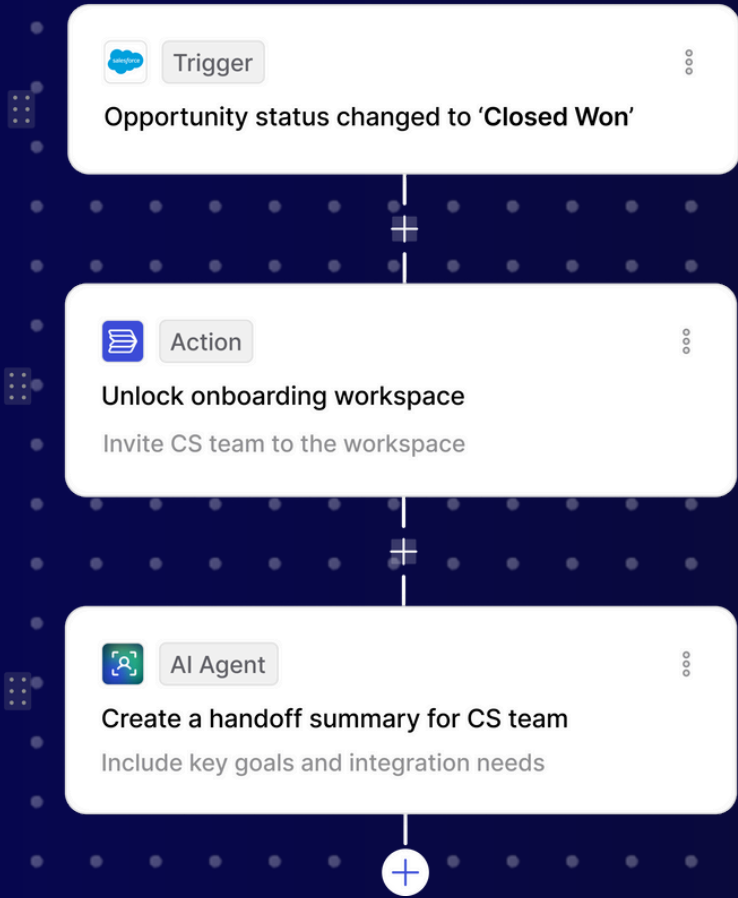 salesforce
Trigger
Opportunity status changed to ‘Closed Won’
Action
Unlock onboarding workspace
Invite CS team to the workspace
AI Agent
Create a handoff summary for CS team
Include key goals and integration needs